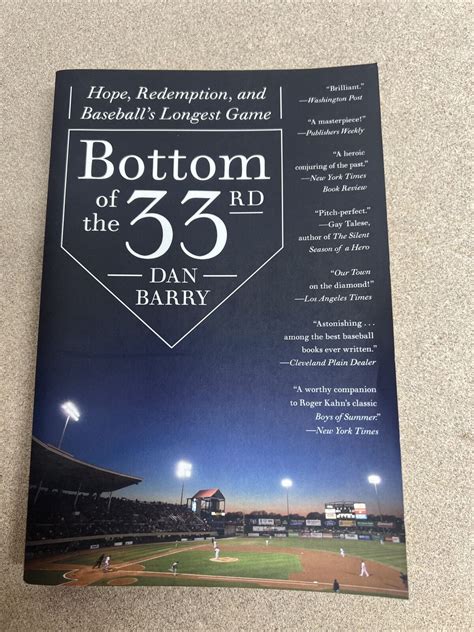 Hope, Redemption, and
Baseball's Longest Game
Bottom
of
the
33RD
DAN
BARRY
"Brilliant."
—Washington Post
"A masterpiece!"
—Publishers Weekly
"A heroic
conjuring of the past."
—New York Times
Book Review
"Pitch-perfect."
—Gay Talese,
author of The Silent
Season of a Hero
"Our Town
on the diamond!"
—Los Angeles Times
"Astonishing . . .
among the best baseball
books ever written."
—Cleveland Plain Dealer
"A worthy companion
to Roger Kahn's classic
Boys of Summer."
—New York Times